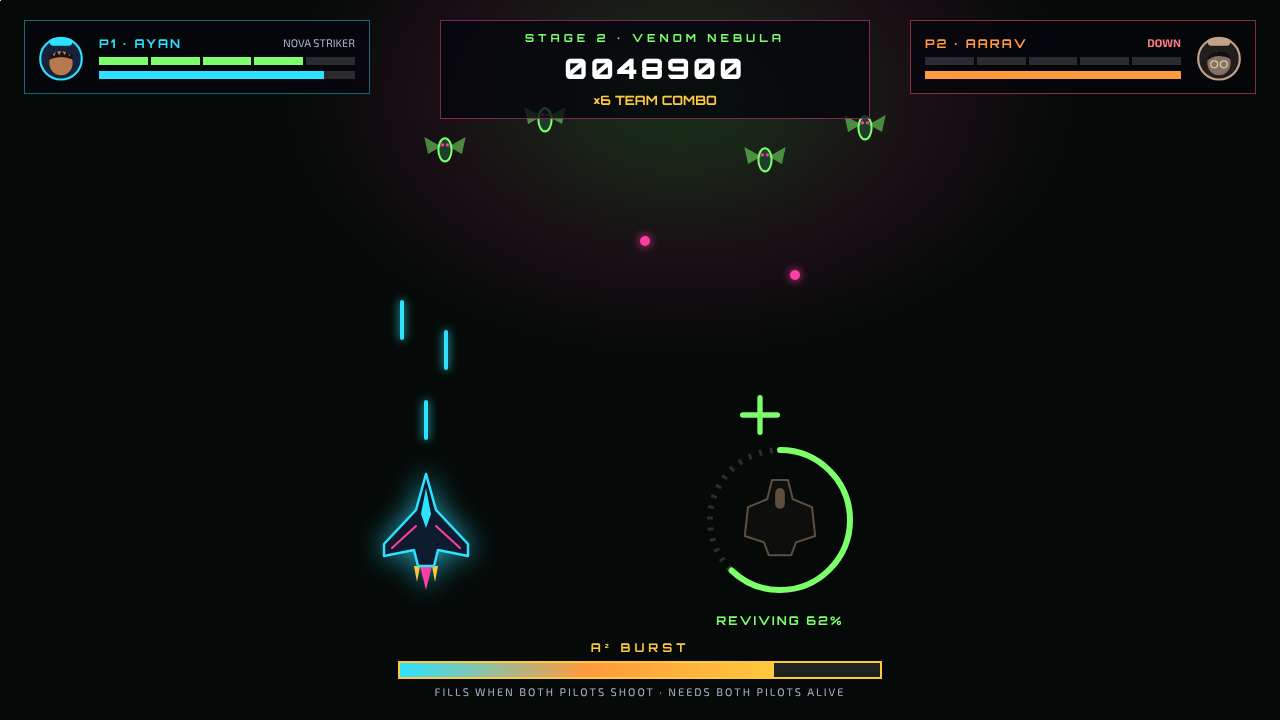 P1 · AYAN
NOVA STRIKER
STAGE 2 · VENOM NEBULA
0048900
x6 TEAM COMBO
P2 · AARAV
DOWN
REVIVING 62%
A² BURST
FILLS WHEN BOTH PILOTS SHOOT · NEEDS BOTH PILOTS ALIVE